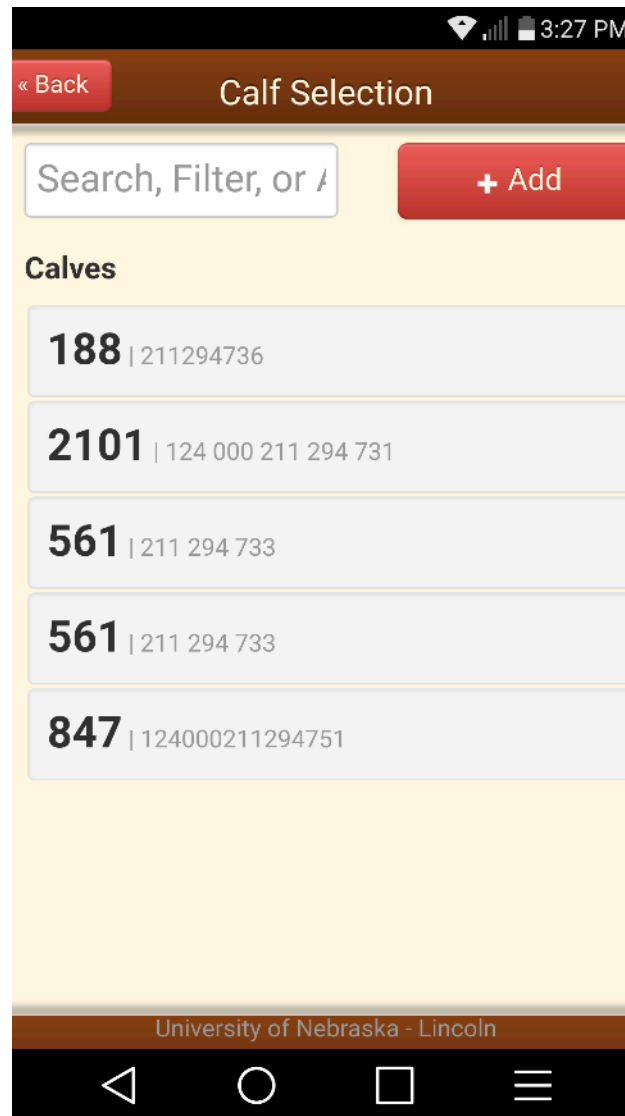 3:27 PM
« Back
Calf Selection
Search, Filter, or
+ Add
Calves
188 | 211294736
2101 | 124 000 211 294 731
561 | 211 294 733
561 | 211 294 733
847 | 124000211294751
University of Nebraska - Lincoln